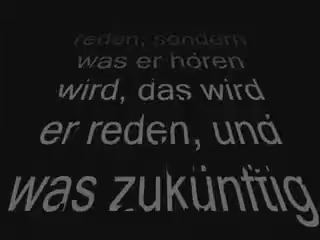 reden, sondern
was er hören
wird, das wird
er reden, und
was zukünftig